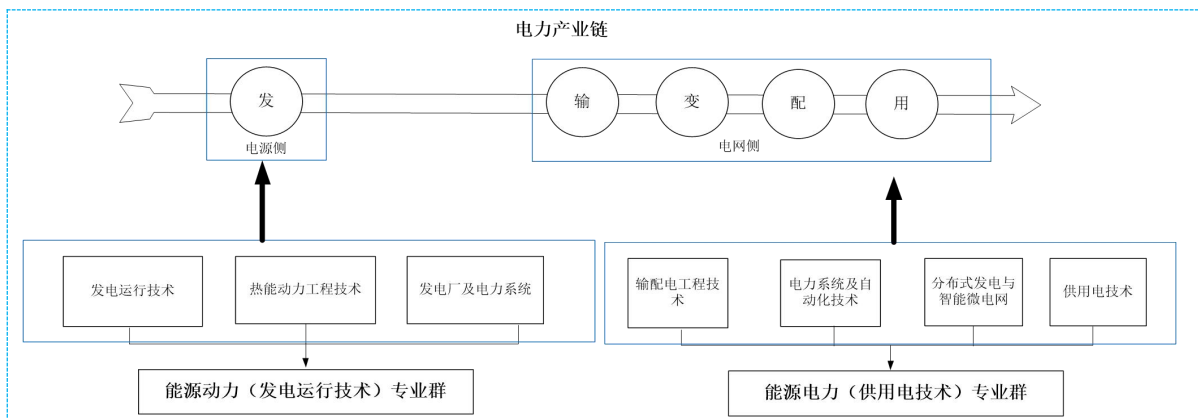 电力产业链
发
输
变
配
用
电源侧
电网侧
发电运行技术
热能动力工程技术
发电厂及电力系统
输配电工程技
术
电力系统及自
动化技术
分布式发电与
智能微电网
供用电技术
能源动力（发电运行技术）专业群
能源电力（供用电技术）专业群